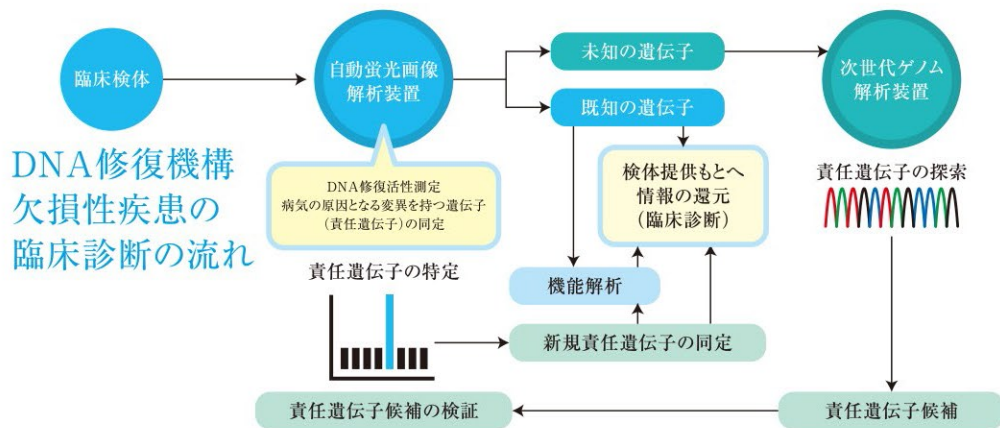 臨床検体
自動蛍光画像
解析装置
未知の遺伝子
既知の遺伝子
次世代ゲノム
解析装置
DNA修復機構
欠損性疾患の
臨床診断の流れ
DNA修復活性測定
病気の原因となる変異を持つ遺伝子
(責任遺伝子)の同定
検体提供もとへ
情報の還元
(臨床診断)
責任遺伝子の探索
責任遺伝子の特定
機能解析
新規責任遺伝子の同定
責任遺伝子候補の検証
責任遺伝子候補